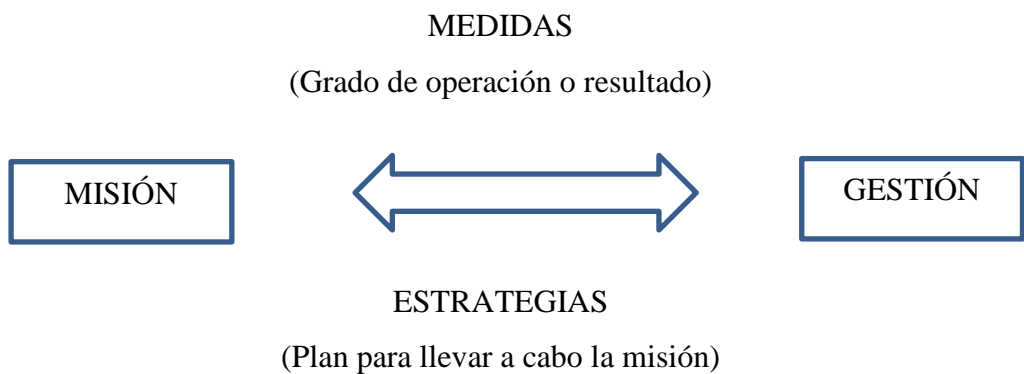 MEDIDAS
(Grado de operación o resultado)
MISIÓN
GESTIÓN
ESTRATEGIAS
(Plan para llevar a cabo la misión)